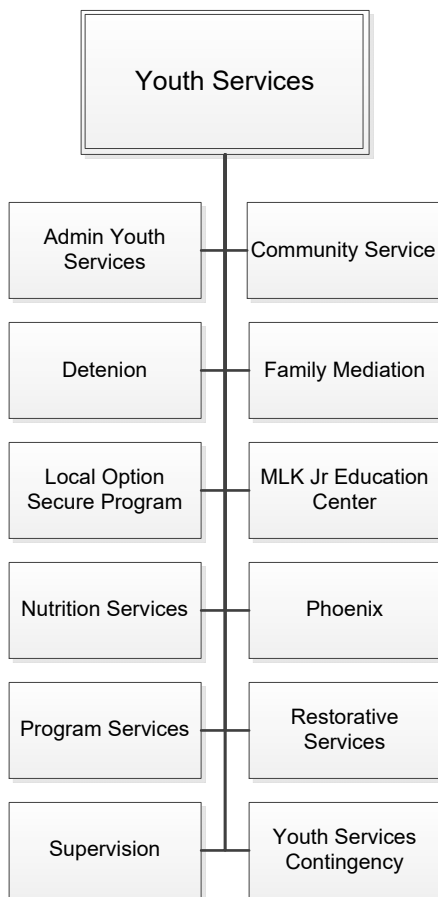 Youth Services
Admin Youth
Services
Community Service
Detenion
Family Mediation
Local Option
Secure Program
MLK Jr Education
Center
Nutrition Services
Phoenix
Program Services
Restorative
Services
Supervision
Youth Services
Contingency